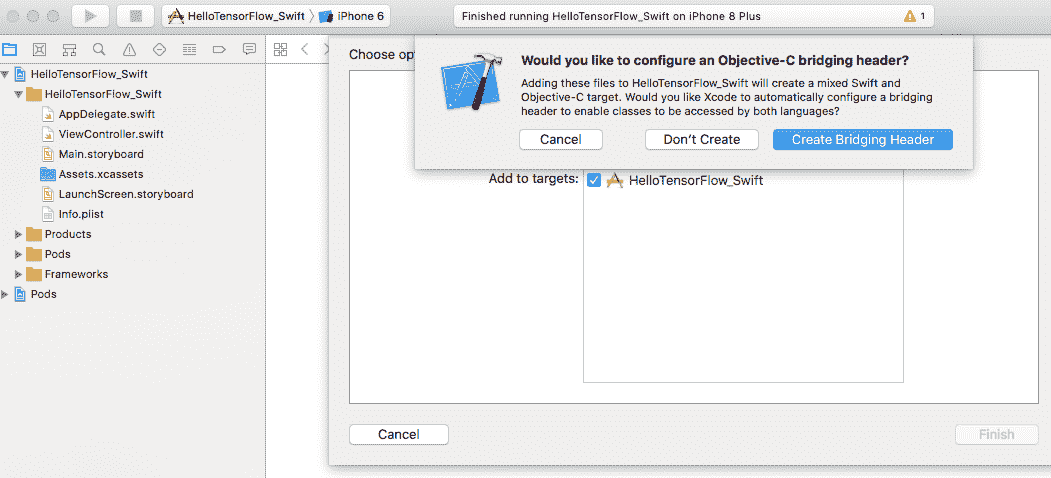 HelloTensorFlow_Swift
iPhone 6
Finished running HelloTensorFlow_Swift on iPhone 8 Plus
1
HelloTensorFlow_Swift
HelloTensorFlow_Swift
AppDelegate.swift
ViewController.swift
Main.storyboard
Assets.xcassets
LaunchScreen.storyboard
Info.plist
Products
Pods
Frameworks
Pods
Choose opt
Would you like to configure an Objective-C bridging header?
Adding these files to HelloTensorFlow_Swift will create a mixed Swift and
Objective-C target. Would you like Xcode to automatically configure a bridging
header to enable classes to be accessed by both languages?
Cancel
Don't Create
Create Bridging Header
Add to targets:
HelloTensorFlow_Swift
Cancel
Finish